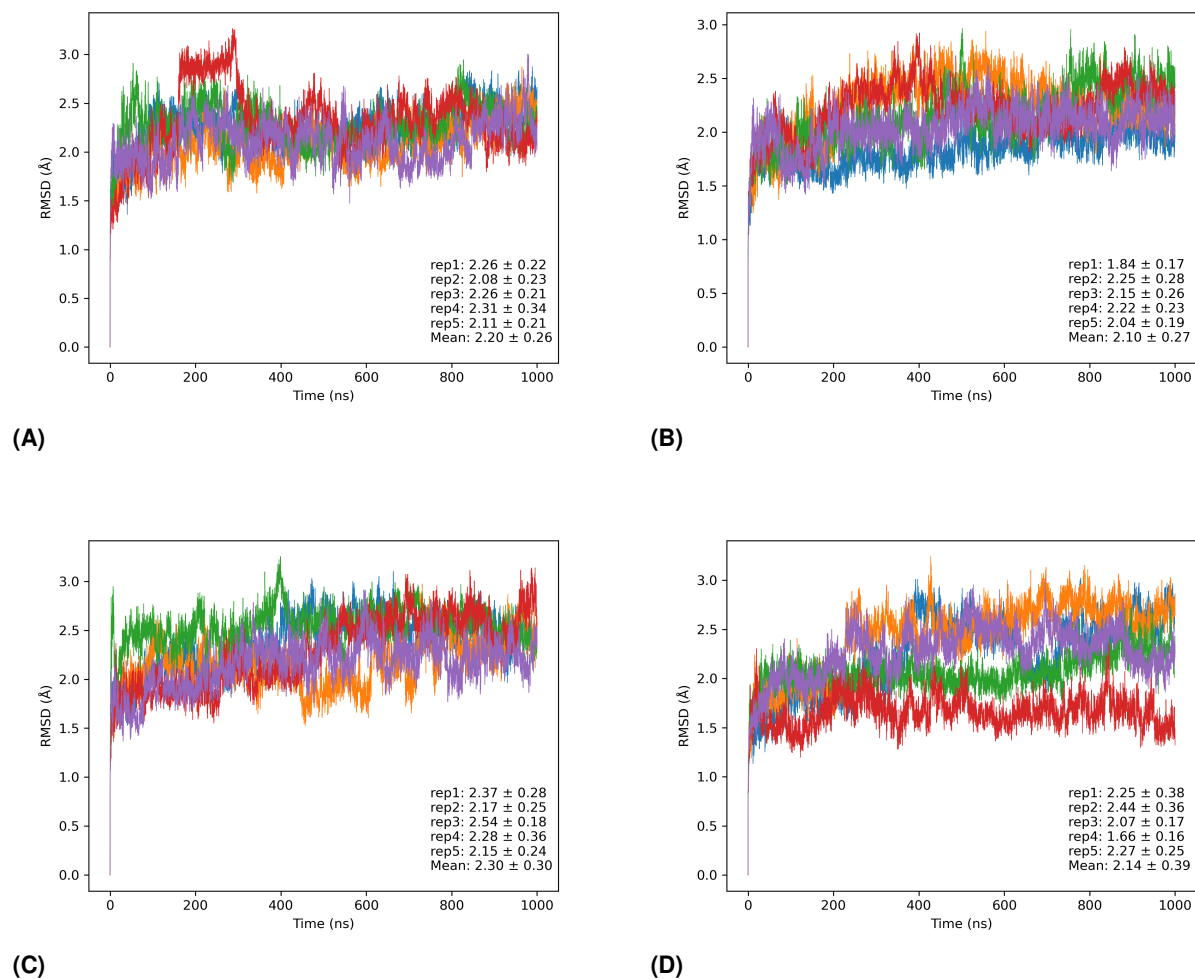 3.0
2.5
2.0
1.5
1.0
0.5
0.0
RMSD (Å)
0 200 400 600 800 1000
Time (ns)
rep1: 2.26 ± 0.22
rep2: 2.08 ± 0.23
rep3: 2.26 ± 0.21
rep4: 2.31 ± 0.34
rep5: 2.11 ± 0.21
Mean: 2.20 ± 0.26
(A)
3.0
2.5
2.0
1.5
1.0
0.5
0.0
RMSD (Å)
0 200 400 600 800 1000
Time (ns)
rep1: 1.84 ± 0.17
rep2: 2.25 ± 0.28
rep3: 2.15 ± 0.26
rep4: 2.22 ± 0.23
rep5: 2.04 ± 0.19
Mean: 2.10 ± 0.27
(B)
3.0
2.5
2.0
1.5
1.0
0.5
0.0
RMSD (Å)
0 200 400 600 800 1000
Time (ns)
rep1: 2.37 ± 0.28
rep2: 2.17 ± 0.25
rep3: 2.54 ± 0.18
rep4: 2.28 ± 0.36
rep5: 2.15 ± 0.24
Mean: 2.30 ± 0.30
(C)
3.0
2.5
2.0
1.5
1.0
0.5
0.0
RMSD (Å)
0 200 400 600 800 1000
Time (ns)
rep1: 2.25 ± 0.38
rep2: 2.44 ± 0.36
rep3: 2.07 ± 0.17
rep4: 1.66 ± 0.16
rep5: 2.27 ± 0.25
Mean: 2.14 ± 0.39
(D)